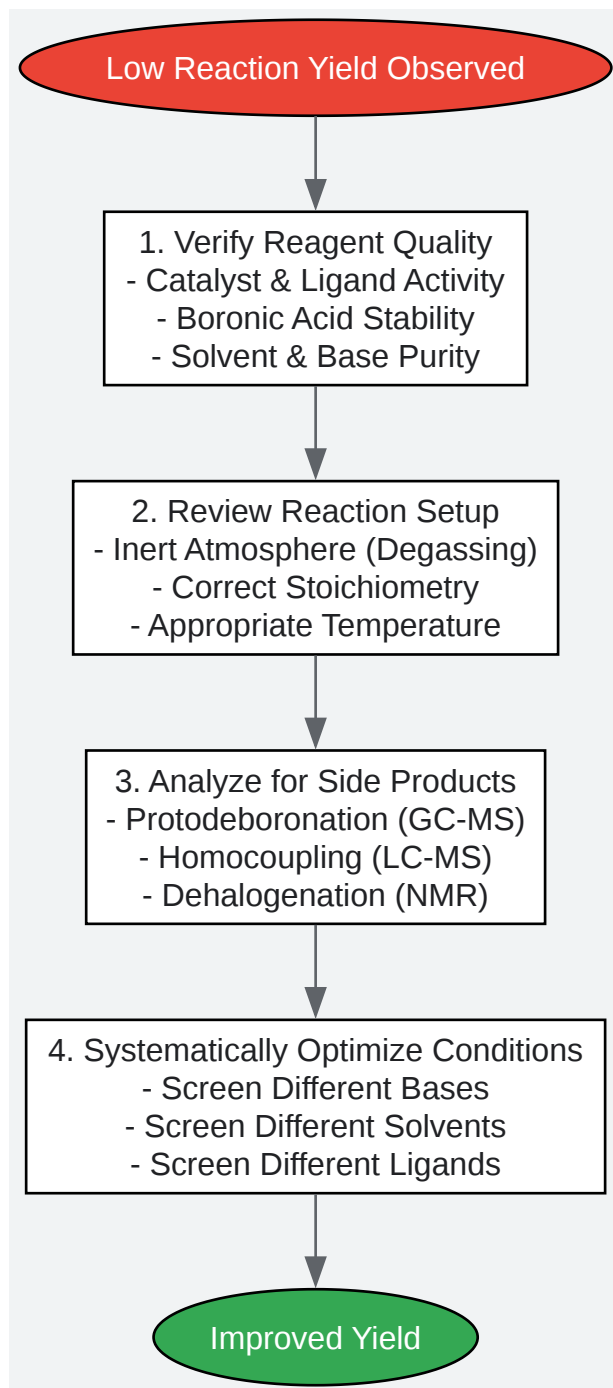 Low Reaction Yield Observed
1. Verify Reagent Quality
- Catalyst & Ligand Activity
- Boronic Acid Stability
- Solvent & Base Purity
2. Review Reaction Setup
- Inert Atmosphere (Degassing)
- Correct Stoichiometry
- Appropriate Temperature
3. Analyze for Side Products
- Protodeboronation (GC-MS)
- Homocoupling (LC-MS)
- Dehalogenation (NMR)
4. Systematically Optimize Conditions
- Screen Different Bases
- Screen Different Solvents
- Screen Different Ligands
Improved Yield